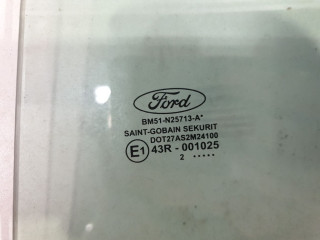 Ford
BM51-N25713-A*
SAINT-GOBAIN SEKURIT
DOT27AS2M24100
E1 43R - 001025
2 •••••